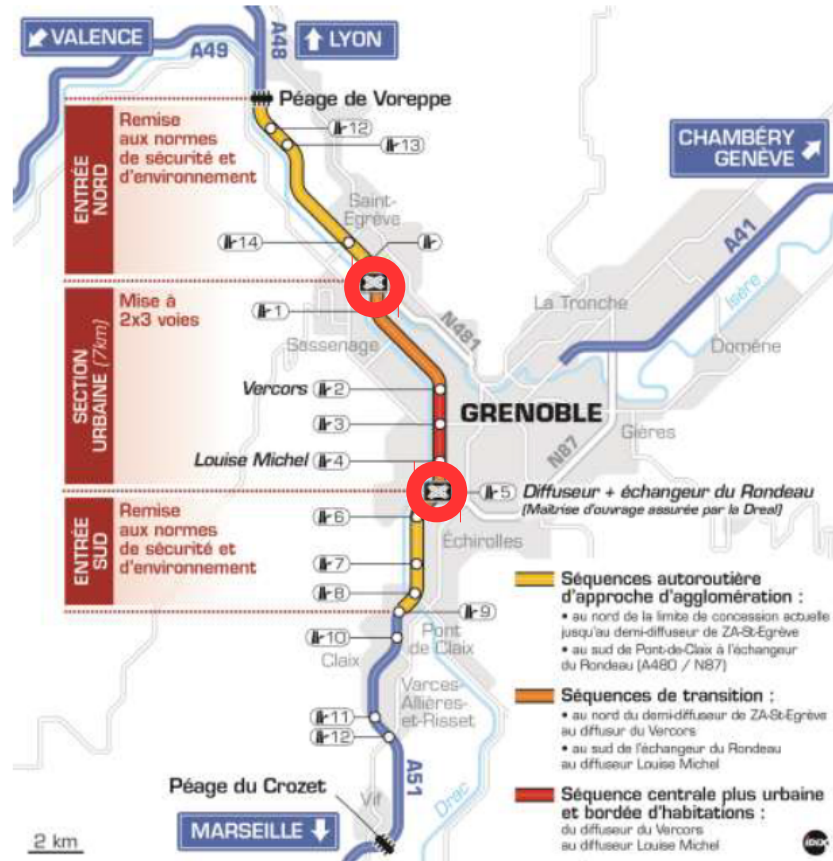 VALENCE
A49
A48
LYON
Péage de Voreppe
ENTRÉE
NORD
Remise
aux normes
de sécurité et
d'environnement
12
13
CHAMBÉRY
GENÈVE
Saint-
Egrève
14
A41
Isère
SECTION
URBAINE (7km)
Mise à
2x3 voies
1
La Tronche
N481
Sassenage
Domène
Vercors 2
GRENOBLE
3
Gières
Louise Michel 4
N87
5 Diffuseur + échangeur du Rondeau
(Maîtrise d'ouvrage assurée par la Dreal)
ENTRÉE
SUD
Remise
aux normes
de sécurité et
d'environnement
6
Échirolles
7
8
9
10
Pont
de Claix
Claix
Varces-
Allières-
et-Risset
11
12
A51
Péage du Crozet
Vif
Drac
MARSEILLE
2 km
Séquences autoroutière
d'approche d'agglomération :
• au nord de la limite de concession actuelle
jusqu'au demi-diffuseur de ZA-St-Egrève
• au sud de Pont-de-Claix à l'échangeur
du Rondeau (A480 / N87)
Séquences de transition :
• au nord du demi-diffuseur de ZA-St-Egrève
au diffusur du Vercors
• au sud de l'échangeur du Rondeau
au diffuseur Louise Michel
Séquence centrale plus urbaine
et bordée d'habitations :
du diffuseur du Vercors
au diffuseur Louise Michel
idix